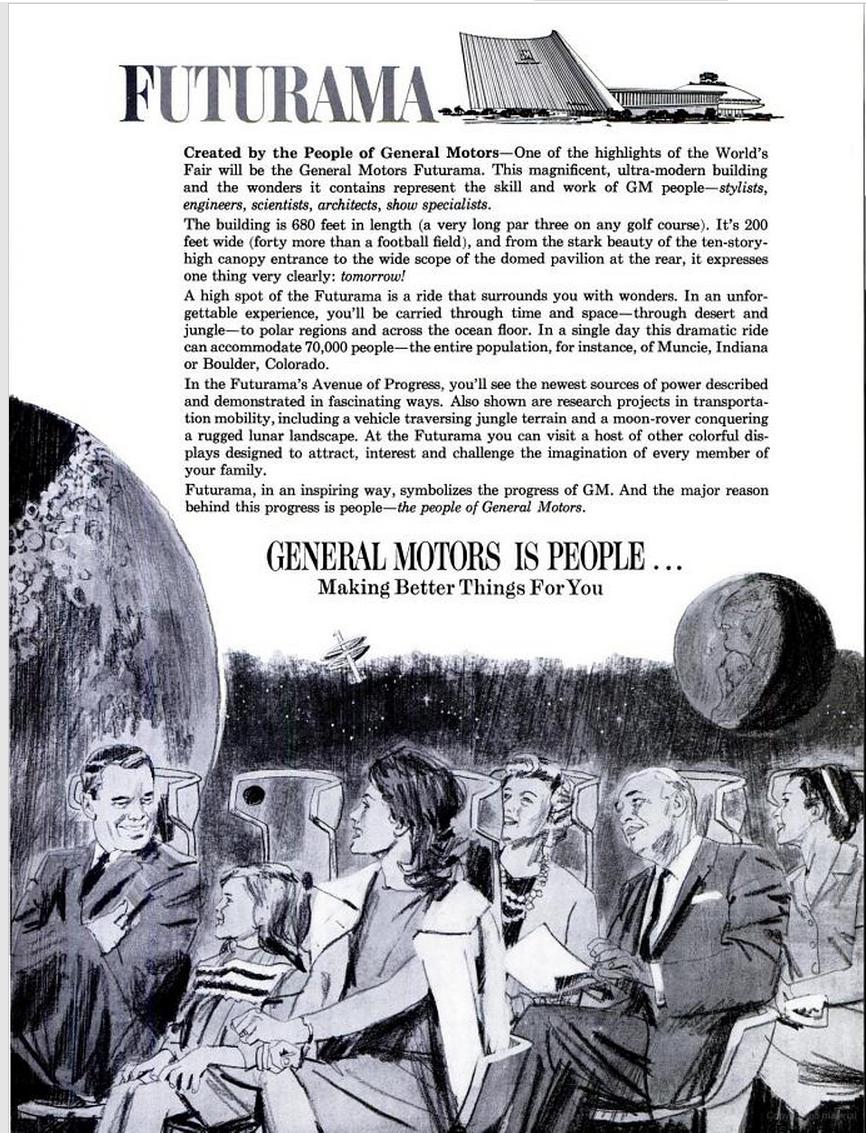 FUTURAMA
GM
Created by the People of General Motors—One of the highlights of the World's
Fair will be the General Motors Futurama. This magnificent, ultra-modern building
and the wonders it contains represent the skill and work of GM people—stylists,
engineers, scientists, architects, show specialists.
The building is 680 feet in length (a very long par three on any golf course). It's 200
feet wide (forty more than a football field), and from the stark beauty of the ten-story-
high canopy entrance to the wide scope of the domed pavilion at the rear, it expresses
one thing very clearly: tomorrow!
A high spot of the Futurama is a ride that surrounds you with wonders. In an unfor-
gettable experience, you'll be carried through time and space—through desert and
jungle—to polar regions and across the ocean floor. In a single day this dramatic ride
can accommodate 70,000 people—the entire population, for instance, of Muncie, Indiana
or Boulder, Colorado.
In the Futurama's Avenue of Progress, you'll see the newest sources of power described
and demonstrated in fascinating ways. Also shown are research projects in transporta-
tion mobility, including a vehicle traversing jungle terrain and a moon-rover conquering
a rugged lunar landscape. At the Futurama you can visit a host of other colorful dis-
plays designed to attract, interest and challenge the imagination of every member of
your family.
Futurama, in an inspiring way, symbolizes the progress of GM. And the major reason
behind this progress is people—the people of General Motors.
GENERAL MOTORS IS PEOPLE...
Making Better Things For You